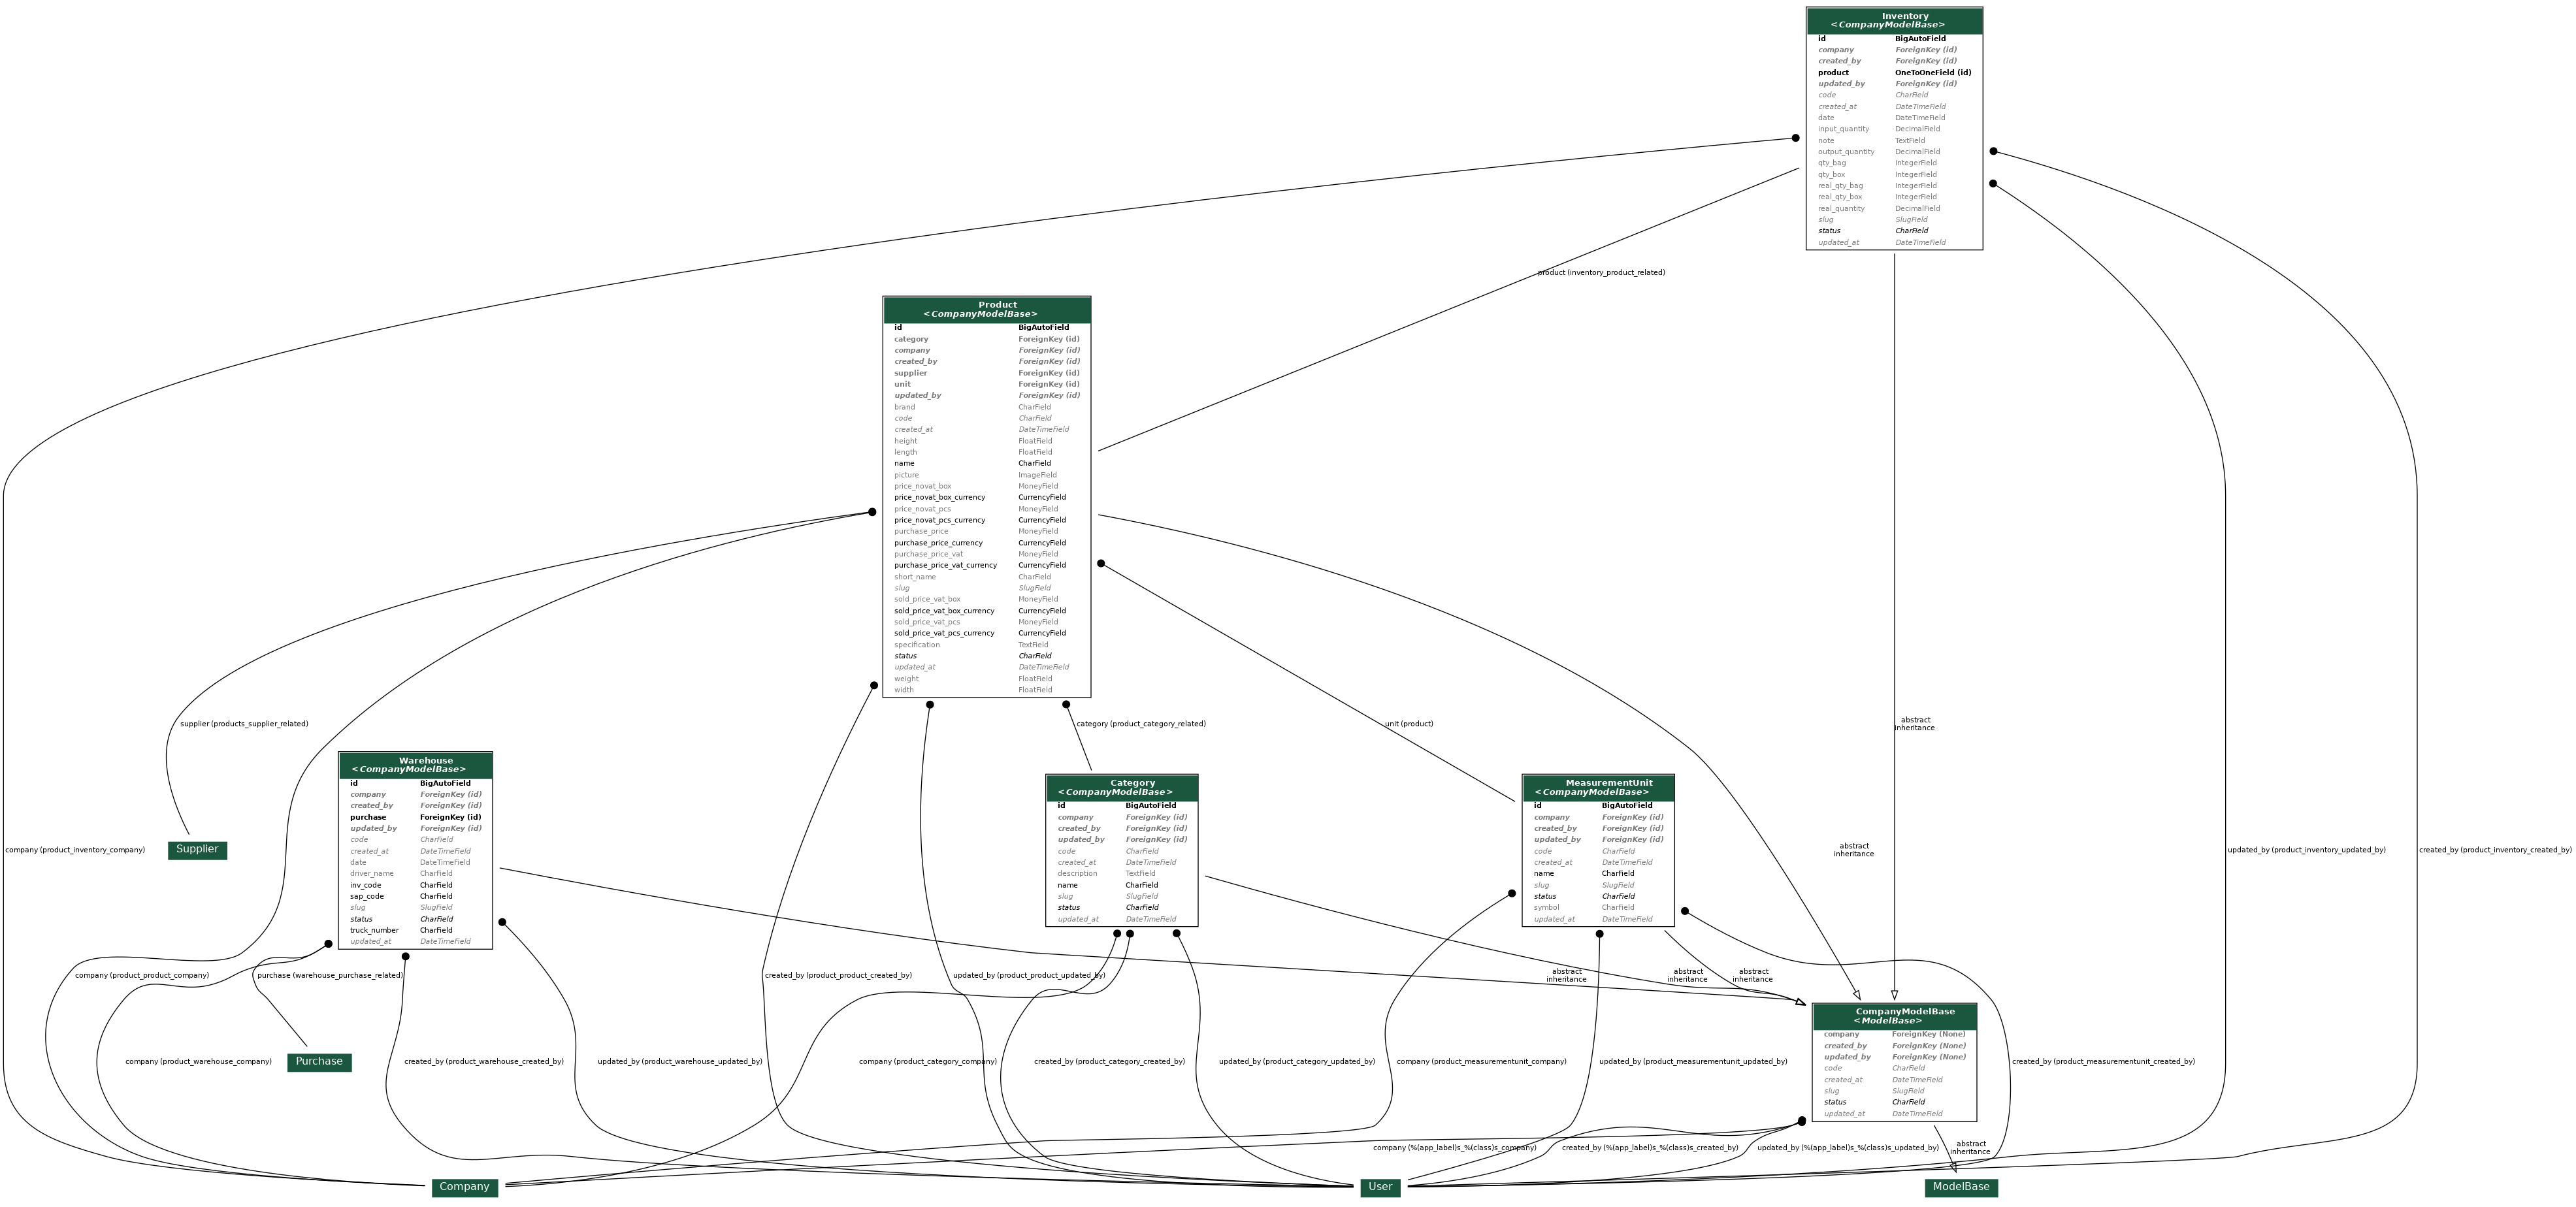 Inventory
<CompanyModelBase>
id BigAutoField
company ForeignKey (id)
created_by ForeignKey (id)
product OneToOneField (id)
updated_by ForeignKey (id)
code CharField
created_at DateTimeField
date DateTimeField
input_quantity DecimalField
note TextField
output_quantity DecimalField
qty_bag IntegerField
qty_box IntegerField
real_qty_bag IntegerField
real_qty_box IntegerField
real_quantity DecimalField
slug SlugField
status CharField
updated_at DateTimeField
product (inventory_product_related)
Product
<CompanyModelBase>
id BigAutoField
category ForeignKey (id)
company ForeignKey (id)
created_by ForeignKey (id)
supplier ForeignKey (id)
unit ForeignKey (id)
updated_by ForeignKey (id)
brand CharField
code CharField
created_at DateTimeField
height FloatField
length FloatField
name CharField
picture ImageField
price_novat_box MoneyField
price_novat_box_currency CurrencyField
price_novat_pcs MoneyField
price_novat_pcs_currency CurrencyField
purchase_price MoneyField
purchase_price_currency CurrencyField
purchase_price_vat MoneyField
purchase_price_vat_currency CurrencyField
short_name CharField
slug SlugField
sold_price_vat_box MoneyField
sold_price_vat_box_currency CurrencyField
sold_price_vat_pcs MoneyField
sold_price_vat_pcs_currency CurrencyField
specification TextField
status CharField
updated_at DateTimeField
weight FloatField
width FloatField
supplier (products_supplier_related)
category (product_category_related)
unit (product)
abstract
inheritance
Warehouse
<CompanyModelBase>
id BigAutoField
company ForeignKey (id)
created_by ForeignKey (id)
purchase ForeignKey (id)
updated_by ForeignKey (id)
code CharField
created_at DateTimeField
date DateTimeField
driver_name CharField
inv_code CharField
sap_code CharField
slug SlugField
status CharField
truck_number CharField
updated_at DateTimeField
Category
<CompanyModelBase>
id BigAutoField
company ForeignKey (id)
created_by ForeignKey (id)
updated_by ForeignKey (id)
code CharField
created_at DateTimeField
description TextField
name CharField
slug SlugField
status CharField
updated_at DateTimeField
MeasurementUnit
<CompanyModelBase>
id BigAutoField
company ForeignKey (id)
created_by ForeignKey (id)
updated_by ForeignKey (id)
code CharField
created_at DateTimeField
name CharField
slug SlugField
status CharField
symbol CharField
updated_at DateTimeField
company (product_inventory_company)
Supplier
abstract
inheritance
updated_by (product_inventory_updated_by)
created_by (product_inventory_created_by)
company (product_product_company)
purchase (warehouse_purchase_related)
created_by (product_product_created_by)
updated_by (product_product_updated_by)
abstract
inheritance
abstract
inheritance
abstract
inheritance
CompanyModelBase
<ModelBase>
company ForeignKey (None)
created_by ForeignKey (None)
updated_by ForeignKey (None)
code CharField
created_at DateTimeField
slug SlugField
status CharField
updated_at DateTimeField
company (product_warehouse_company)
Purchase
created_by (product_warehouse_created_by)
updated_by (product_warehouse_updated_by)
company (product_category_company)
created_by (product_category_created_by)
updated_by (product_category_updated_by)
company (product_measurementunit_company)
updated_by (product_measurementunit_updated_by)
created_by (product_measurementunit_created_by)
company (%(app_label)s_%(class)s_company)
created_by (%(app_label)s_%(class)s_created_by)
updated_by (%(app_label)s_%(class)s_updated_by)
abstract
inheritance
Company
User
ModelBase